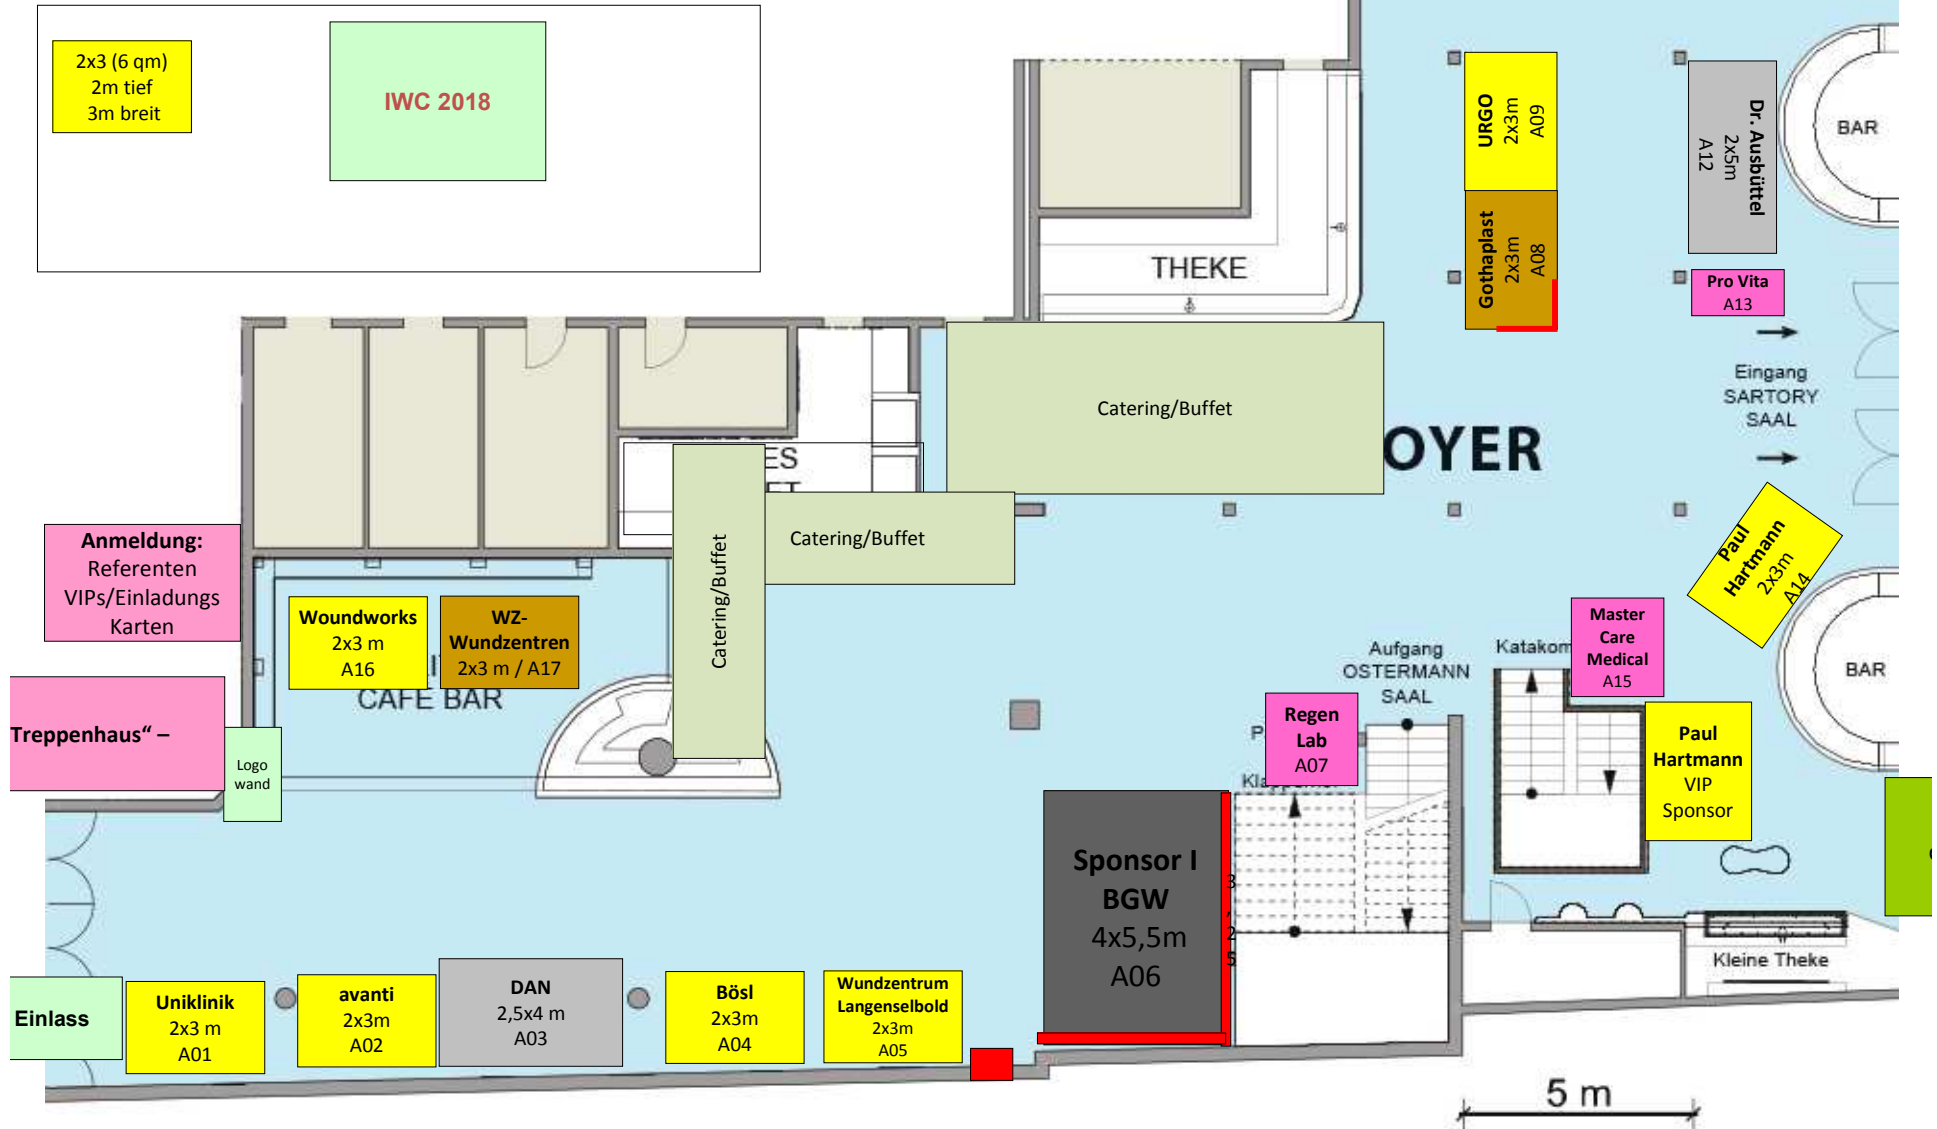 2x3 (6 qm)
2m tief
3m breit
IWC 2018
URGO
2x3m
A09
Gothaplast
2x3m
A08
Dr. Ausbüttel
2x5m
A12
BAR
Pro Vita
A13
THEKE
Eingang
SARTORY
SAAL
Catering/Buffet
OYER
ES
Catering/Buffet
Catering/Buffet
Anmeldung:
Referenten
VIPs/Einladungs
Karten
Woundworks
2x3 m
A16
WZ-
Wundzentren
2x3 m / A17
CAFE BAR
Treppenhaus“ –
Logo
wand
Paul
Hartmann
2x3m
A14
Master
Care
Medical
A15
Aufgang
OSTERMANN
SAAL
Katakom
BAR
Regen
Lab
A07
Paul
Hartmann
VIP
Sponsor
Sponsor I
BGW
4x5,5m
A06
3,25
Kleine Theke
Einlass
Uniklinik
2x3 m
A01
avanti
2x3m
A02
DAN
2,5x4 m
A03
Bösl
2x3m
A04
Wundzentrum
Langenselbold
2x3m
A05
5 m